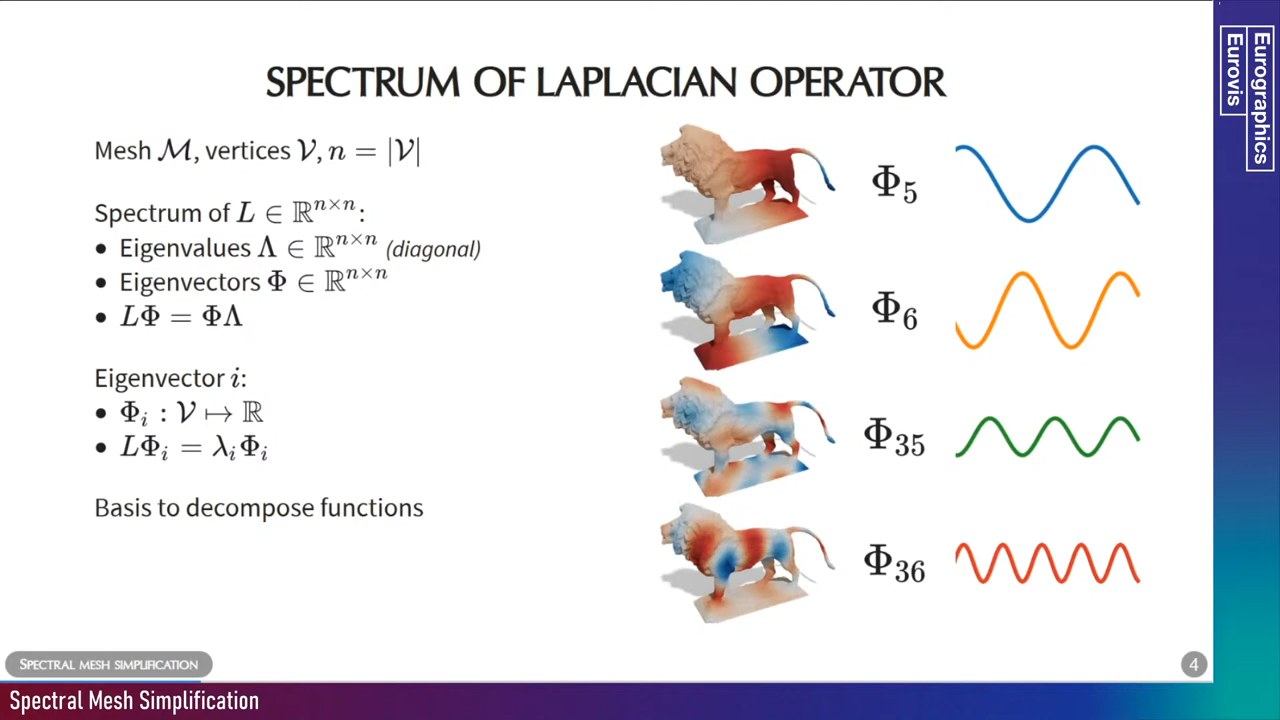 SPECTRUM OF LAPLACIAN OPERATOR
Mesh ℳ, vertices 𝒱, n = |𝒱|
Spectrum of L ∈ ℝⁿˣⁿ:
• Eigenvalues Λ ∈ ℝⁿˣⁿ (diagonal)
• Eigenvectors Φ ∈ ℝⁿˣⁿ
• LΦ = ΦΛ
Eigenvector i:
• Φᵢ : 𝒱 ↦ ℝ
• LΦᵢ = λᵢΦᵢ
Basis to decompose functions
Φ₅
Φ₆
Φ₃₅
Φ₃₆
SPECTRAL MESH SIMPLIFICATION
4
Spectral Mesh Simplification
Eurographics
Eurovis